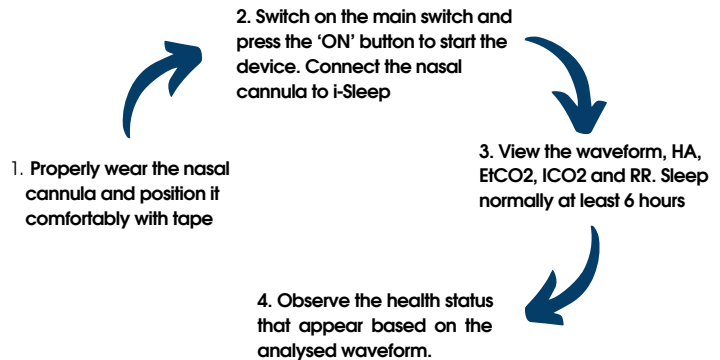 1. Properly wear the nasal
cannula and position it
comfortably with tape
2. Switch on the main switch and
press the ‘ON’ button to start the
device. Connect the nasal
cannula to i-Sleep
3. View the waveform, HA,
EtCO2, ICO2 and RR. Sleep
normally at least 6 hours
4. Observe the health status
that appear based on the
analysed waveform.